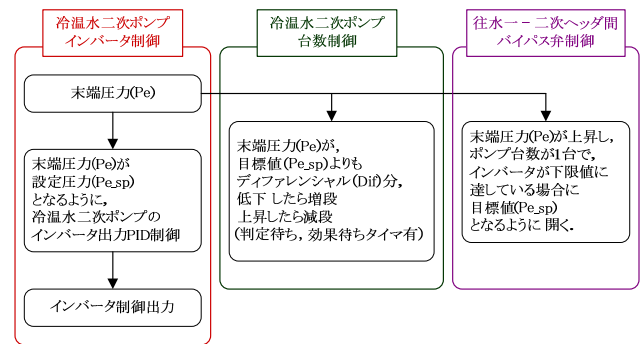 冷温水二次ポンプ
インバータ制御
末端圧力(Pe)
末端圧力(Pe)が
設定圧力(Pe_sp)
となるように,
冷温水二次ポンプの
インバータ出力PID制御
インバータ制御出力
冷温水二次ポンプ
台数制御
末端圧力(Pe)が,
目標値(Pe_sp)よりも
ディファレンシャル(Dif)分,
低下したら増段
上昇したら減段
(判定待ち, 効果待ちタイマ有)
往水一-二次ヘッダ間
バイパス弁制御
末端圧力(Pe)が上昇し,
ポンプ台数が1台で,
インバータが下限値に
達している場合に
目標値(Pe_sp)
となるように開く.